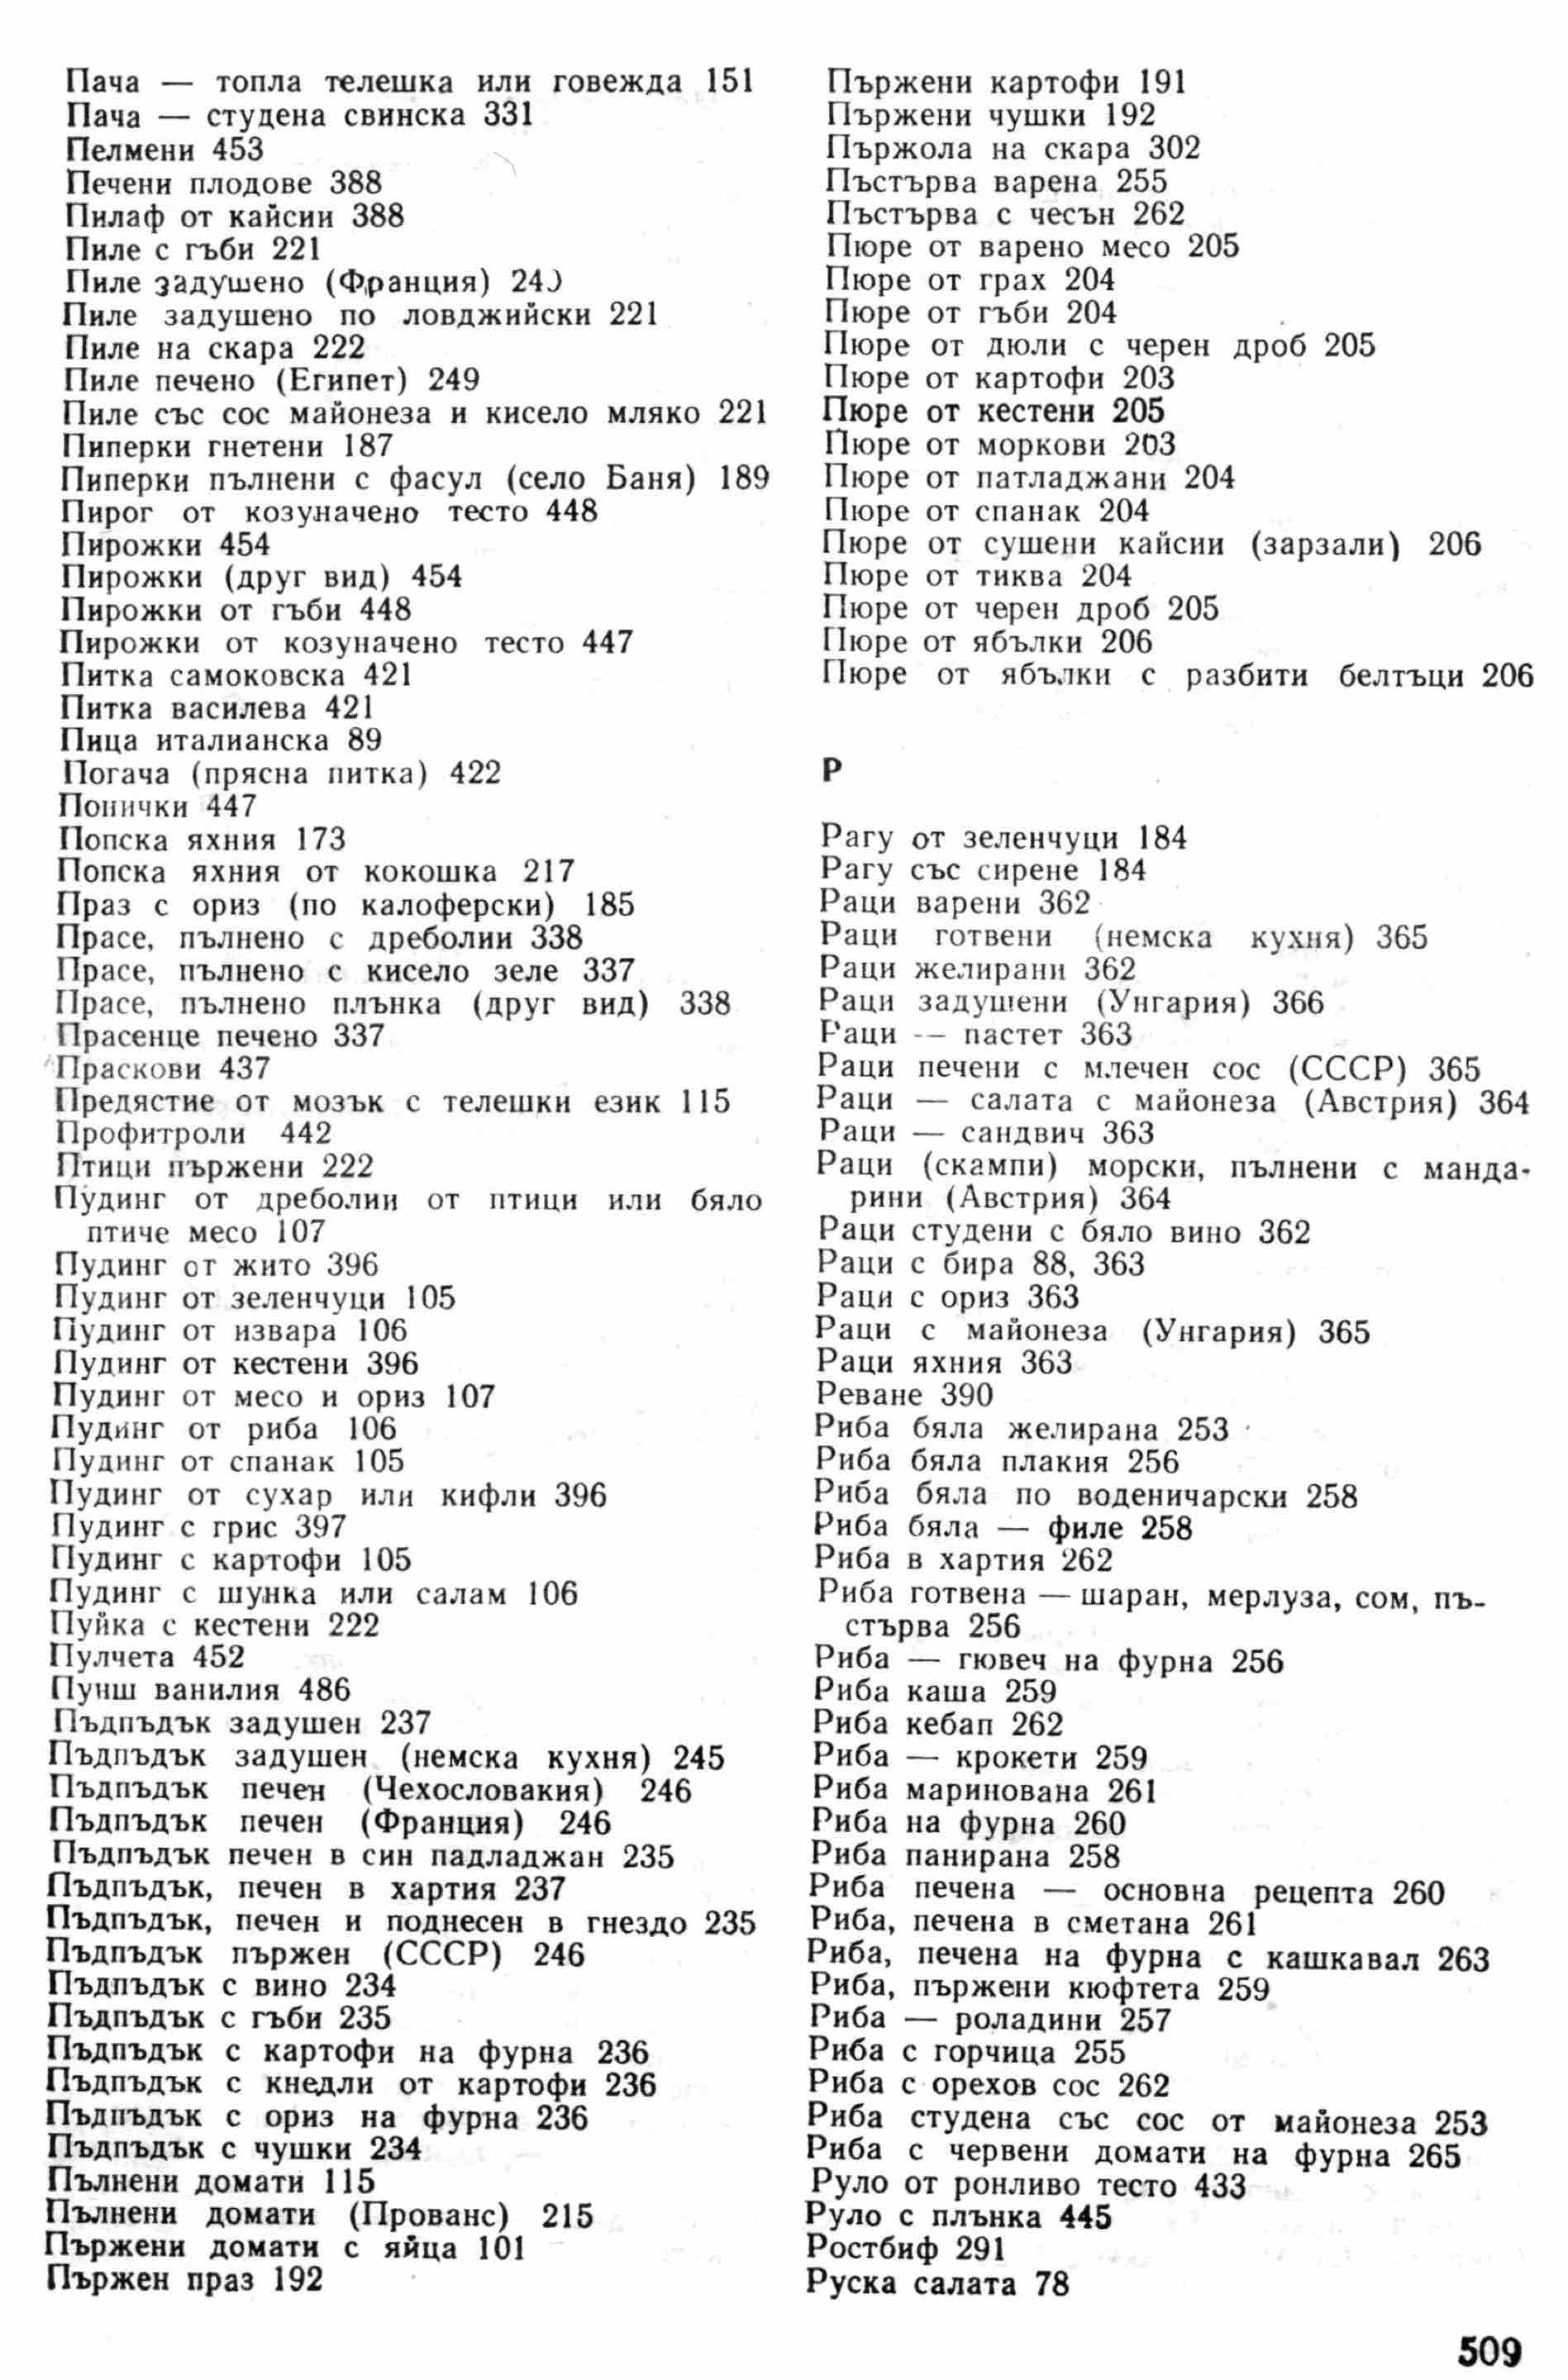 Пача — топла телешка или говежда 151
Пача — студена свинска 331
Пелмени 453
Печени плодове 388
Пилаф от кайсии 388
Пиле с гъби 221
Пиле задушено (Франция)
Пиле задушено по ловджийски 221
Пиле на скара 222
Пиле печено (Египет) 249
Пиле със сос майонеза и кисело мляко 221
Пиперки гнетени 187
Пиперки пълнени с фасул (село Баня) 189
Пирог от козуначено тесто 448
Пирожки 454
Пирожки (друг вид) 454
Пирожки от гъби 448
Пирожки от козуначено тесто 447
Питка самоковска 421
Питка василева 421
Пица италианска 89
Погача (прясна питка) 422
Понички 447
Попска яхния 173
Попска яхния от кокошка 217
Праз с ориз (по калоферски) 185
Прасе, пълнено с дреболии 338
Прасе, пълнено с кисело зеле 337
Прасе, пълнено плънка (друг вид) 338
Прасенце печено 337
Праскови 437
Предястие от мозък с телешки език 115
Профитроли 442
Птици пържени 222
Пудинг от дреболии от птици или бяло
птиче месо 107
Пудинг от жито 396
Пудинг от зеленчуци 105
Пудинг от извара 106
Пудинг от кестени 396
Пудинг от месо и ориз 107
Пудинг от риба 106
Пудинг от спанак 105
Пудинг от сухар или кифли 396
Пудинг с грис 397
Пудинг с картофи 105
Пудинг с шунка или салам 106
Пуйка с кестени 222
Пулчета 452
Пунш ванилия 486
Пъдпъдък задушен 237
Пъдпъдък задушен (немска кухня) 245
Пъдпъдък печен (Чехословакия) 246
Пъдпъдък печен (Франция) 246
Пъдпъдък печен в син падладжан 235
Пъдпъдък, печен в хартия 237
Пъдпъдък, печен и поднесен в гнездо 235
Пъдпъдък пържен (СССР) 246
Пъдпъдък с вино 234
Пъдпъдък с гъби 235
Пъдпъдък с картофи на фурна 236
Пъдпъдък с кнедли от картофи 236
Пъдпъдък с ориз на фурна 236
Пъдпъдък с чушки 234
Пълнени домати 115
Пълнени домати (Прованс) 215
Пържени домати с яйца 101
Пържен праз 192
Пържени картофи 191
Пържени чушки 192
Пържола на скара 302
Пъстърва варена 255
Пъстърва с чесън 262
Пюре от варено месо 205
Пюре от грах 204
Пюре от гъби 204
Пюре от дюли с черен дроб 205
Пюре от картофи 203
Пюре от кестени 205
Пюре от моркови 203
Пюре от патладжани 204
Пюре от спанак 204
Пюре от сушени кайсии (зарзали) 206
Пюре от тиква 204
Пюре от черен дроб 205
Пюре от ябълки 206
Пюре от ябълки с разбити белтъци 206
Р
Рагу от зеленчуци 184
Рагу със сирене 184
Раци варени 362
Раци готвени (немска кухня) 365
Раци желирани 362
Раци задушени (Унгария) 366
Раци — пастет 363
Раци печени с млечен сос (СССР) 365
Раци — салата с майонеза (Австрия) 364
Раци — сандвич 363
Раци (скампи) морски, пълнени с манда-
рини (Австрия) 364
Раци студени с бяло вино 362
Раци с бира 88, 363
Раци с ориз 363
Раци с майонеза (Унгария) 365
Раци яхния 363
Реване 390
Риба бяла желирана 253
Риба бяла плакия 256
Риба бяла по воденичарски 258
Риба бяла — филе 258
Риба в хартия 262
Риба готвена — шаран, мерлуза, сом, пъ-
стърва 256
Риба — гювеч на фурна 256
Риба каша 259
Риба кебап 262
Риба — крокети 259
Риба маринована 261
Риба на фурна 260
Риба панирана 258
Риба печена — основна рецепта 260
Риба, печена в сметана 261
Риба, печена на фурна с кашкавал 263
Риба, пържени кюфтета 259
Риба — роладини 257
Риба с горчица 255
Риба с орехов сос 262
Риба студена със сос от майонеза 253
Риба с червени домати на фурна 265
Руло от ронливо тесто 433
Руло с плънка 445
Ростбиф 291
Руска салата 78
509